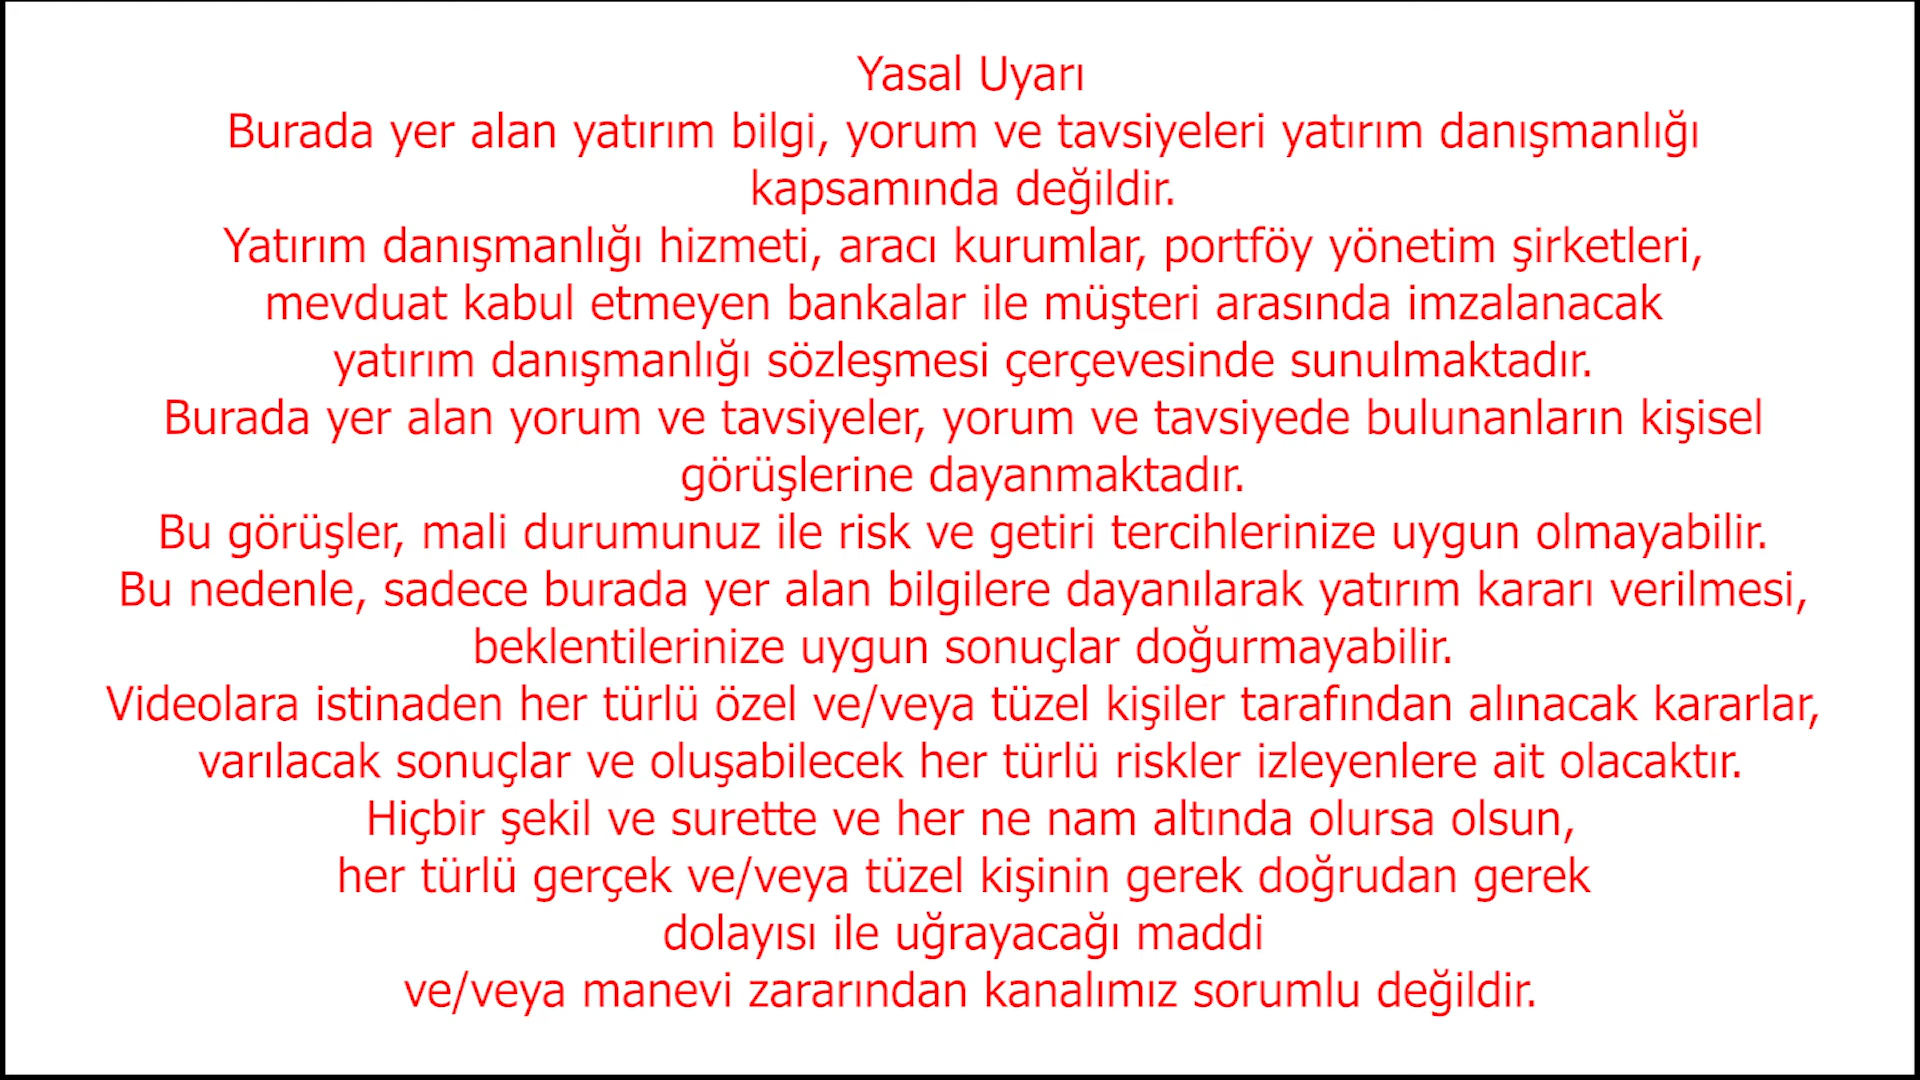 Yasal Uyarı
Burada yer alan yatırım bilgi, yorum ve tavsiyeleri yatırım danışmanlığı
kapsamında değildir.
Yatırım danışmanlığı hizmeti, aracı kurumlar, portföy yönetim şirketleri,
mevduat kabul etmeyen bankalar ile müşteri arasında imzalanacak
yatırım danışmanlığı sözleşmesi çerçevesinde sunulmaktadır.
Burada yer alan yorum ve tavsiyeler, yorum ve tavsiyede bulunanların kişisel
görüşlerine dayanmaktadır.
Bu görüşler, mali durumunuz ile risk ve getiri tercihlerinize uygun olmayabilir.
Bu nedenle, sadece burada yer alan bilgilere dayanılarak yatırım kararı verilmesi,
beklentilerinize uygun sonuçlar doğurmayabilir.
Videolara istinaden her türlü özel ve/veya tüzel kişiler tarafından alınacak kararlar,
varılacak sonuçlar ve oluşabilecek her türlü riskler izleyenlere ait olacaktır.
Hiçbir şekil ve surette ve her ne nam altında olursa olsun,
her türlü gerçek ve/veya tüzel kişinin gerek doğrudan gerek
dolayısı ile uğrayacağı maddi
ve/veya manevi zararından kanalımız sorumlu değildir.